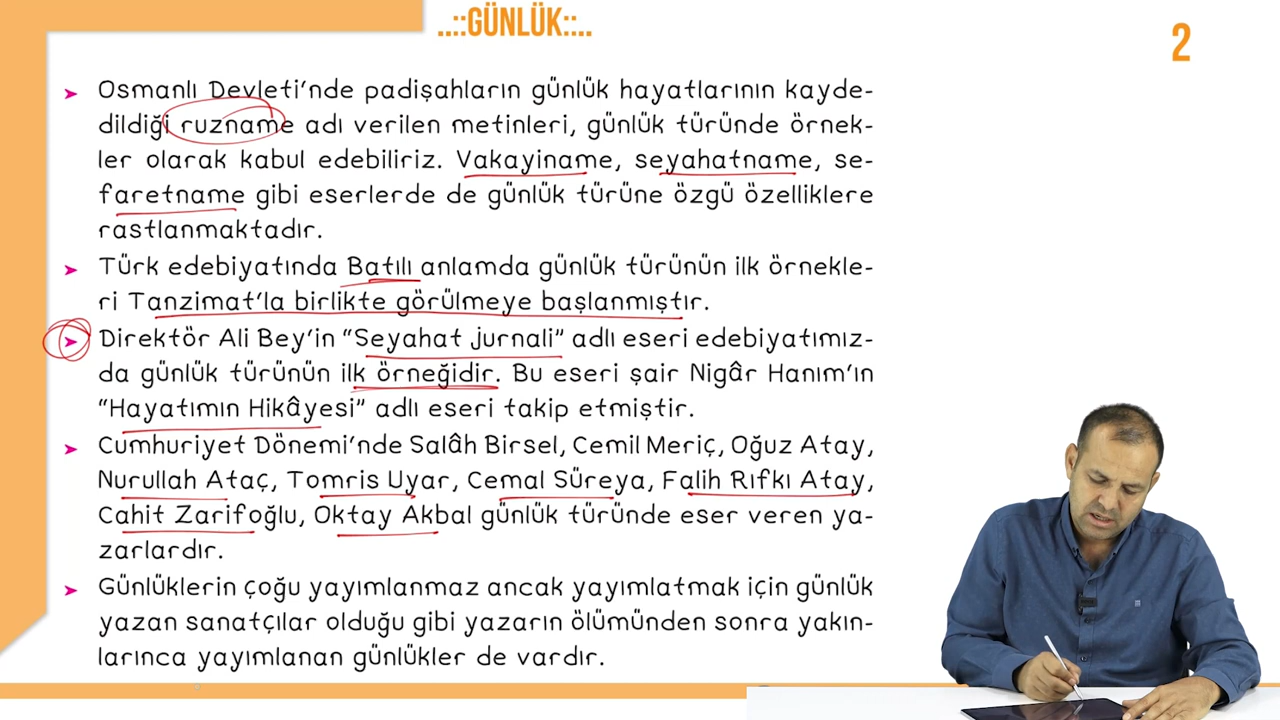 ..::GÜNLÜK::..
2
Osmanlı Devleti'nde padişahların günlük hayatlarının kayde-
dildiği ruzname adı verilen metinleri, günlük türünde örnek-
ler olarak kabul edebiliriz. Vakayiname, seyahatname, se-
faretname gibi eserlerde de günlük türüne özgü özelliklere
rastlanmaktadır.
Türk edebiyatında Batılı anlamda günlük türünün ilk örnekle-
ri Tanzimat'la birlikte görülmeye başlanmıştır.
Direktör Ali Bey'in "Seyahat jurnali" adlı eseri edebiyatımız-
da günlük türünün ilk örneğidir. Bu eseri şair Nigâr Hanım'ın
"Hayatımın Hikâyesi" adlı eseri takip etmiştir.
Cumhuriyet Dönemi'nde Salâh Birsel, Cemil Meriç, Oğuz Atay,
Nurullah Ataç, Tomris Uyar, Cemal Süreya, Falih Rıfkı Atay,
Cahit Zarifoğlu, Oktay Akbal günlük türünde eser veren ya-
zarlardır.
Günlüklerin çoğu yayımlanmaz ancak yayımlatmak için günlük
yazan sanatçılar olduğu gibi yazarın ölümünden sonra yakın-
larınca yayımlanan günlükler de vardır.